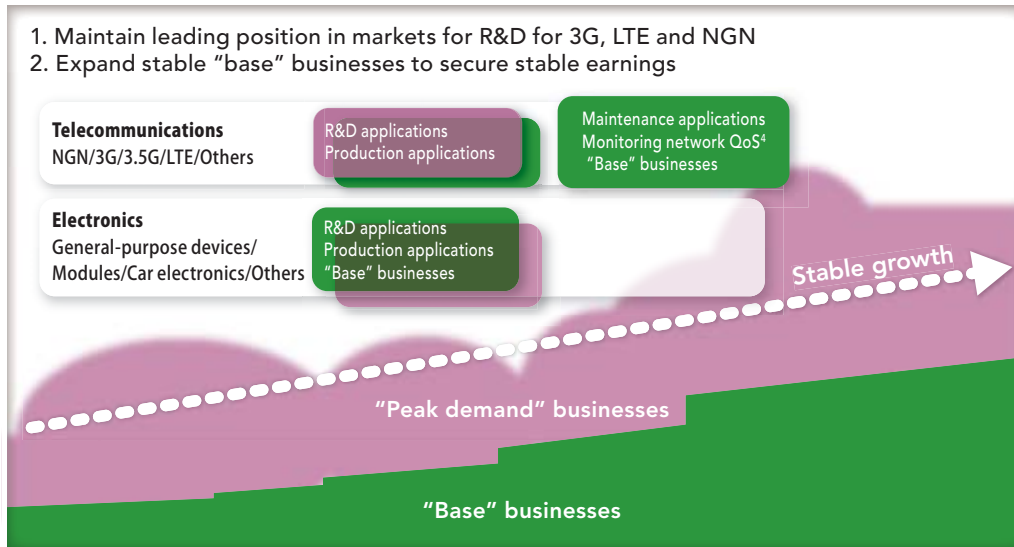 1. Maintain leading position in markets for R&D for 3G, LTE and NGN
2. Expand stable “base” businesses to secure stable earnings
Telecommunications
NGN/3G/3.5G/LTE/Others
R&D applications
Production applications
Maintenance applications
Monitoring network QoS⁴
“Base” businesses
Electronics
General-purpose devices/
Modules/Car electronics/Others
R&D applications
Production applications
“Base” businesses
Stable growth
“Peak demand” businesses
“Base” businesses